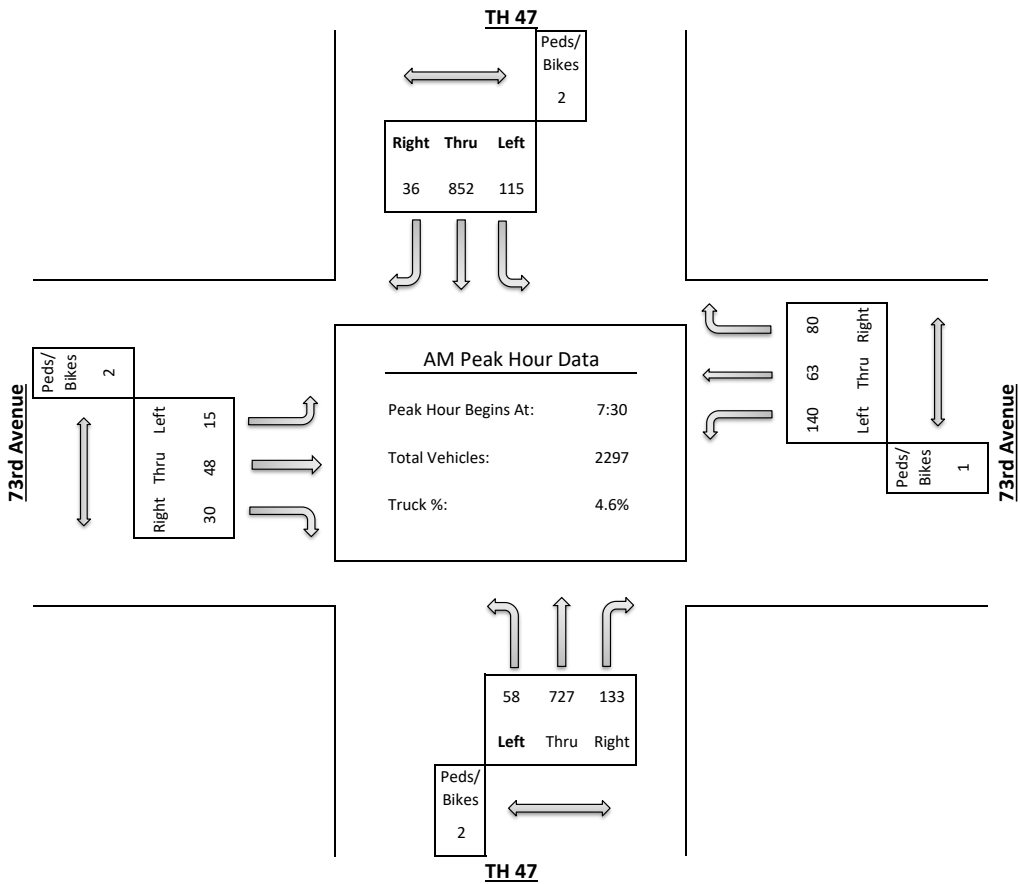 TH 47
Peds/
Bikes
2
Right Thru Left
36 852 115
80 Right
63 Thru
140 Left
Peds/
Bikes
1
73rd Avenue
AM Peak Hour Data
Peak Hour Begins At: 7:30
Total Vehicles: 2297
Truck %: 4.6%
73rd Avenue
Peds/
Bikes
2
Left 15
Thru 48
Right 30
58 727 133
Left Thru Right
Peds/
Bikes
2
TH 47